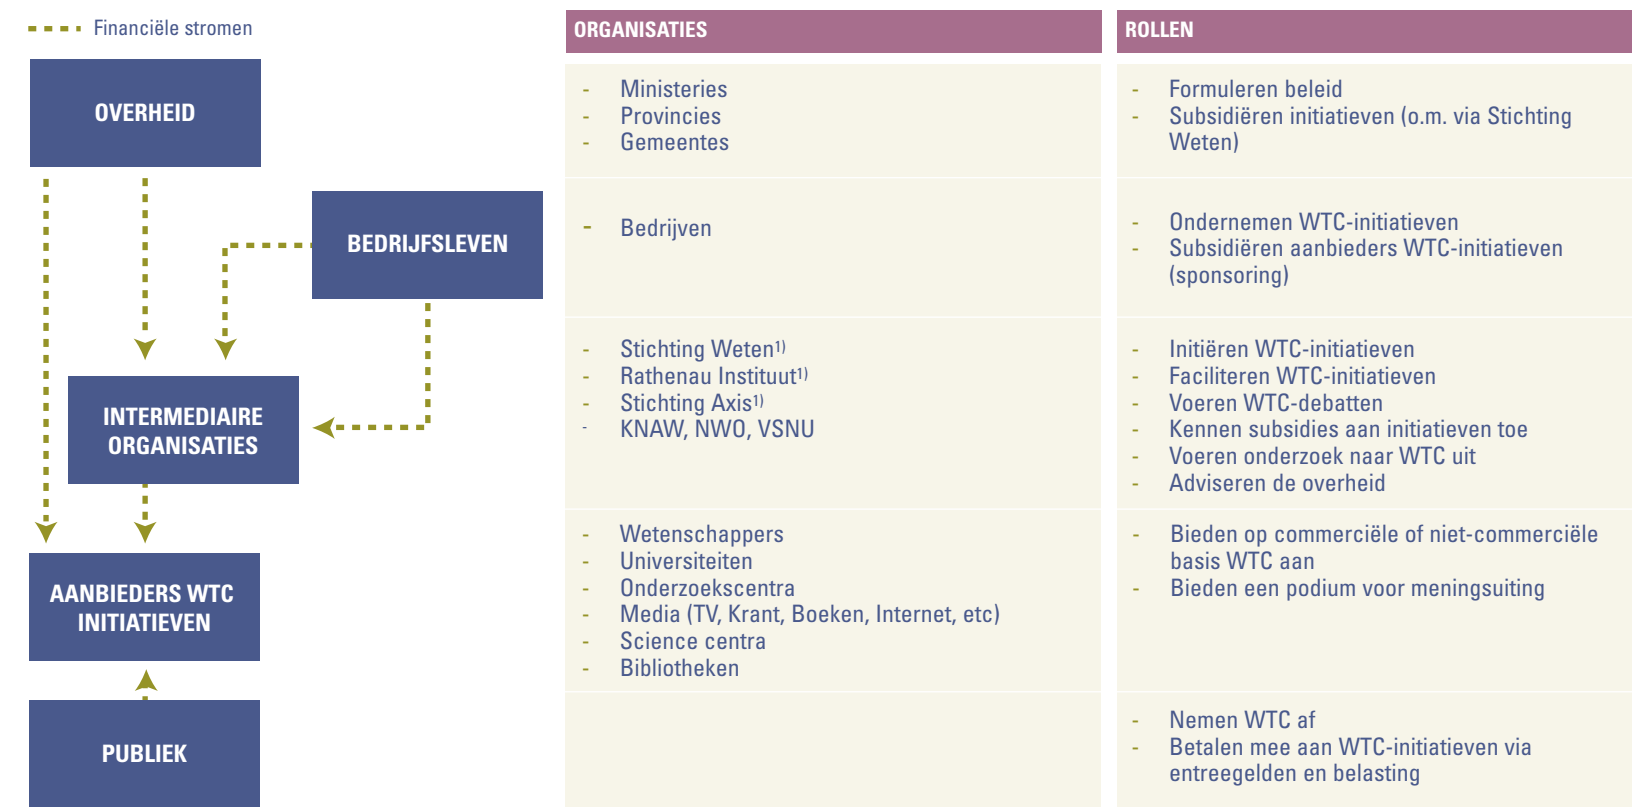 Financiële stromen
ORGANISATIES
ROLLEN
OVERHEID
- Ministeries
- Provincies
- Gemeentes
- Formuleren beleid
- Subsidiëren initiatieven (o.m. via Stichting
Weten)
BEDRIJFSLEVEN
- Bedrijven
- Ondernemen WTC-initiatieven
- Subsidiëren aanbieders WTC-initiatieven
(sponsoring)
INTERMEDIAIRE
ORGANISATIES
- Stichting Weten1)
- Rathenau Instituut1)
- Stichting Axis1)
- KNAW, NWO, VSNU
- Initiëren WTC-initiatieven
- Faciliteren WTC-initiatieven
- Voeren WTC-debatten
- Kennen subsidies aan initiatieven toe
- Voeren onderzoek naar WTC uit
- Adviseren de overheid
AANBIEDERS WTC
INITIATIEVEN
- Wetenschappers
- Universiteiten
- Onderzoekscentra
- Media (TV, Krant, Boeken, Internet, etc)
- Science centra
- Bibliotheken
- Bieden op commerciële of niet-commerciële
basis WTC aan
- Bieden een podium voor meningsuiting
PUBLIEK
- Nemen WTC af
- Betalen mee aan WTC-initiatieven via
entreegelden en belasting